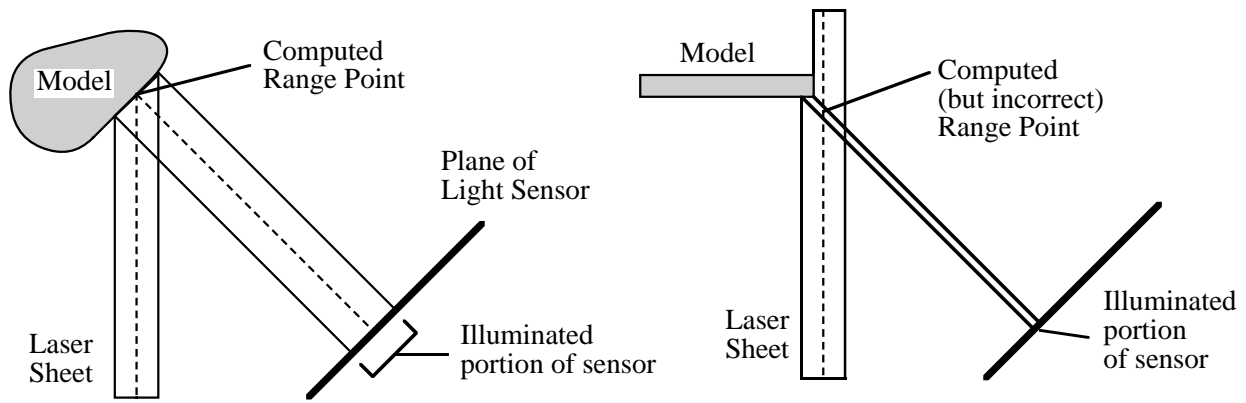 Model
Computed
Range Point
Plane of
Light Sensor
Laser
Sheet
Illuminated
portion of sensor
Model
Computed
(but incorrect)
Range Point
Laser
Sheet
Illuminated
portion
of sensor